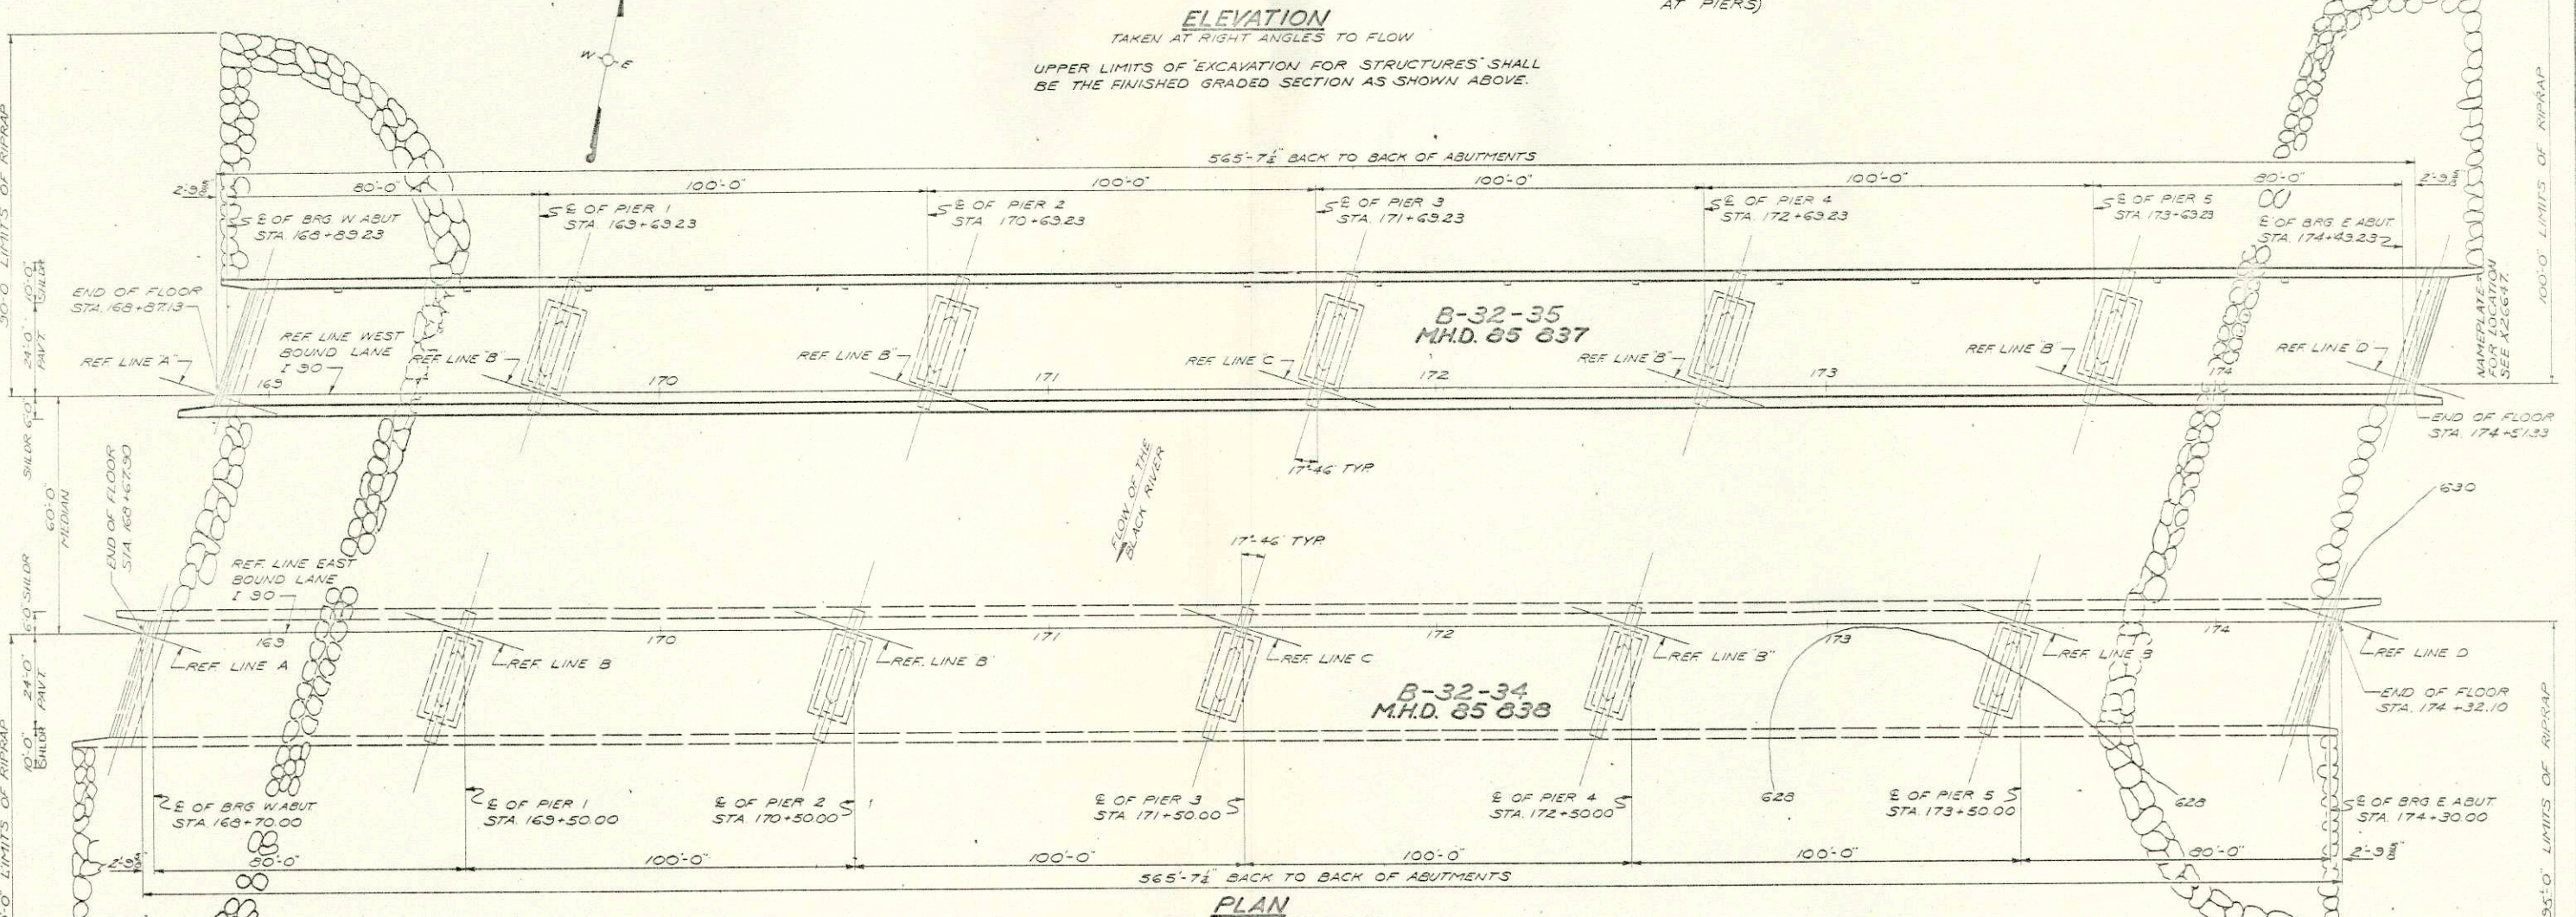 AT PIERS)
ELEVATION
TAKEN AT RIGHT ANGLES TO FLOW
UPPER LIMITS OF "EXCAVATION FOR STRUCTURES" SHALL
BE THE FINISHED GRADED SECTION AS SHOWN ABOVE.
W E
LIMITS OF RIPRAP
100'-0" LIMITS OF RIPRAP
565'-7½" BACK TO BACK OF ABUTMENTS
80'-0"
100'-0"
100'-0"
100'-0"
100'-0"
80'-0"
℄ OF BRG. W ABUT
STA. 168+89.23
℄ OF PIER 1
STA. 169+69.23
℄ OF PIER 2
STA. 170+69.23
℄ OF PIER 3
STA. 171+69.23
℄ OF PIER 4
STA. 172+69.23
℄ OF PIER 5
STA. 173+69.23
℄ OF BRG. E ABUT.
10'-0"
SHLDR
24'-0"
PAVT.
END OF FLOOR
STA. 168+87.13
REF. LINE "A"
REF. LINE WEST
BOUND LANE
I 90
REF. LINE "B"
REF. LINE B"
REF. LINE "C
REF. LINE "B"
REF. LINE "B"
REF. LINE D"
B-32-35
M.H.D. 85 837
169
170
171
172
173
174
NAMEPLATE-
FOR LOCATION
SEE X26647.
END OF FLOOR
SHLDR 6'0"
60'-0"
MEDIAN
END OF FLOOR
STA. 168+67.90
17°-46' TYP.
FLOW OF THE
BLACK RIVER
17°-46' TYP.
630
6'0" SHLDR
REF. LINE EAST
BOUND LANE
I 90
169
170
171
172
173
174
REF. LINE A
REF. LINE B
REF. LINE "B"
REF. LINE C
REF. LINE "B"
REF. LINE B
REF. LINE D
24'-0"
PAVT.
10'-0"
SHLDR
B-32-34
M.H.D. 85 838
END OF FLOOR
STA. 174+32.10
℄ OF BRG W.ABUT
STA. 168+70.00
℄ OF PIER 1
STA. 169+50.00
℄ OF PIER 2
STA. 170+50.00
℄ OF PIER 3
STA. 171+50.00
℄ OF PIER 4
STA. 172+50.00
628
℄ OF PIER 5
STA. 173+50.00
628
℄ OF BRG. E ABUT.
STA. 174+30.00
80'-0"
100'-0"
100'-0"
100'-0"
100'-0"
80'-0"
565'-7½" BACK TO BACK OF ABUTMENTS
LIMITS OF RIPRAP
95'-0" LIMITS OF RIPRAP
PLAN